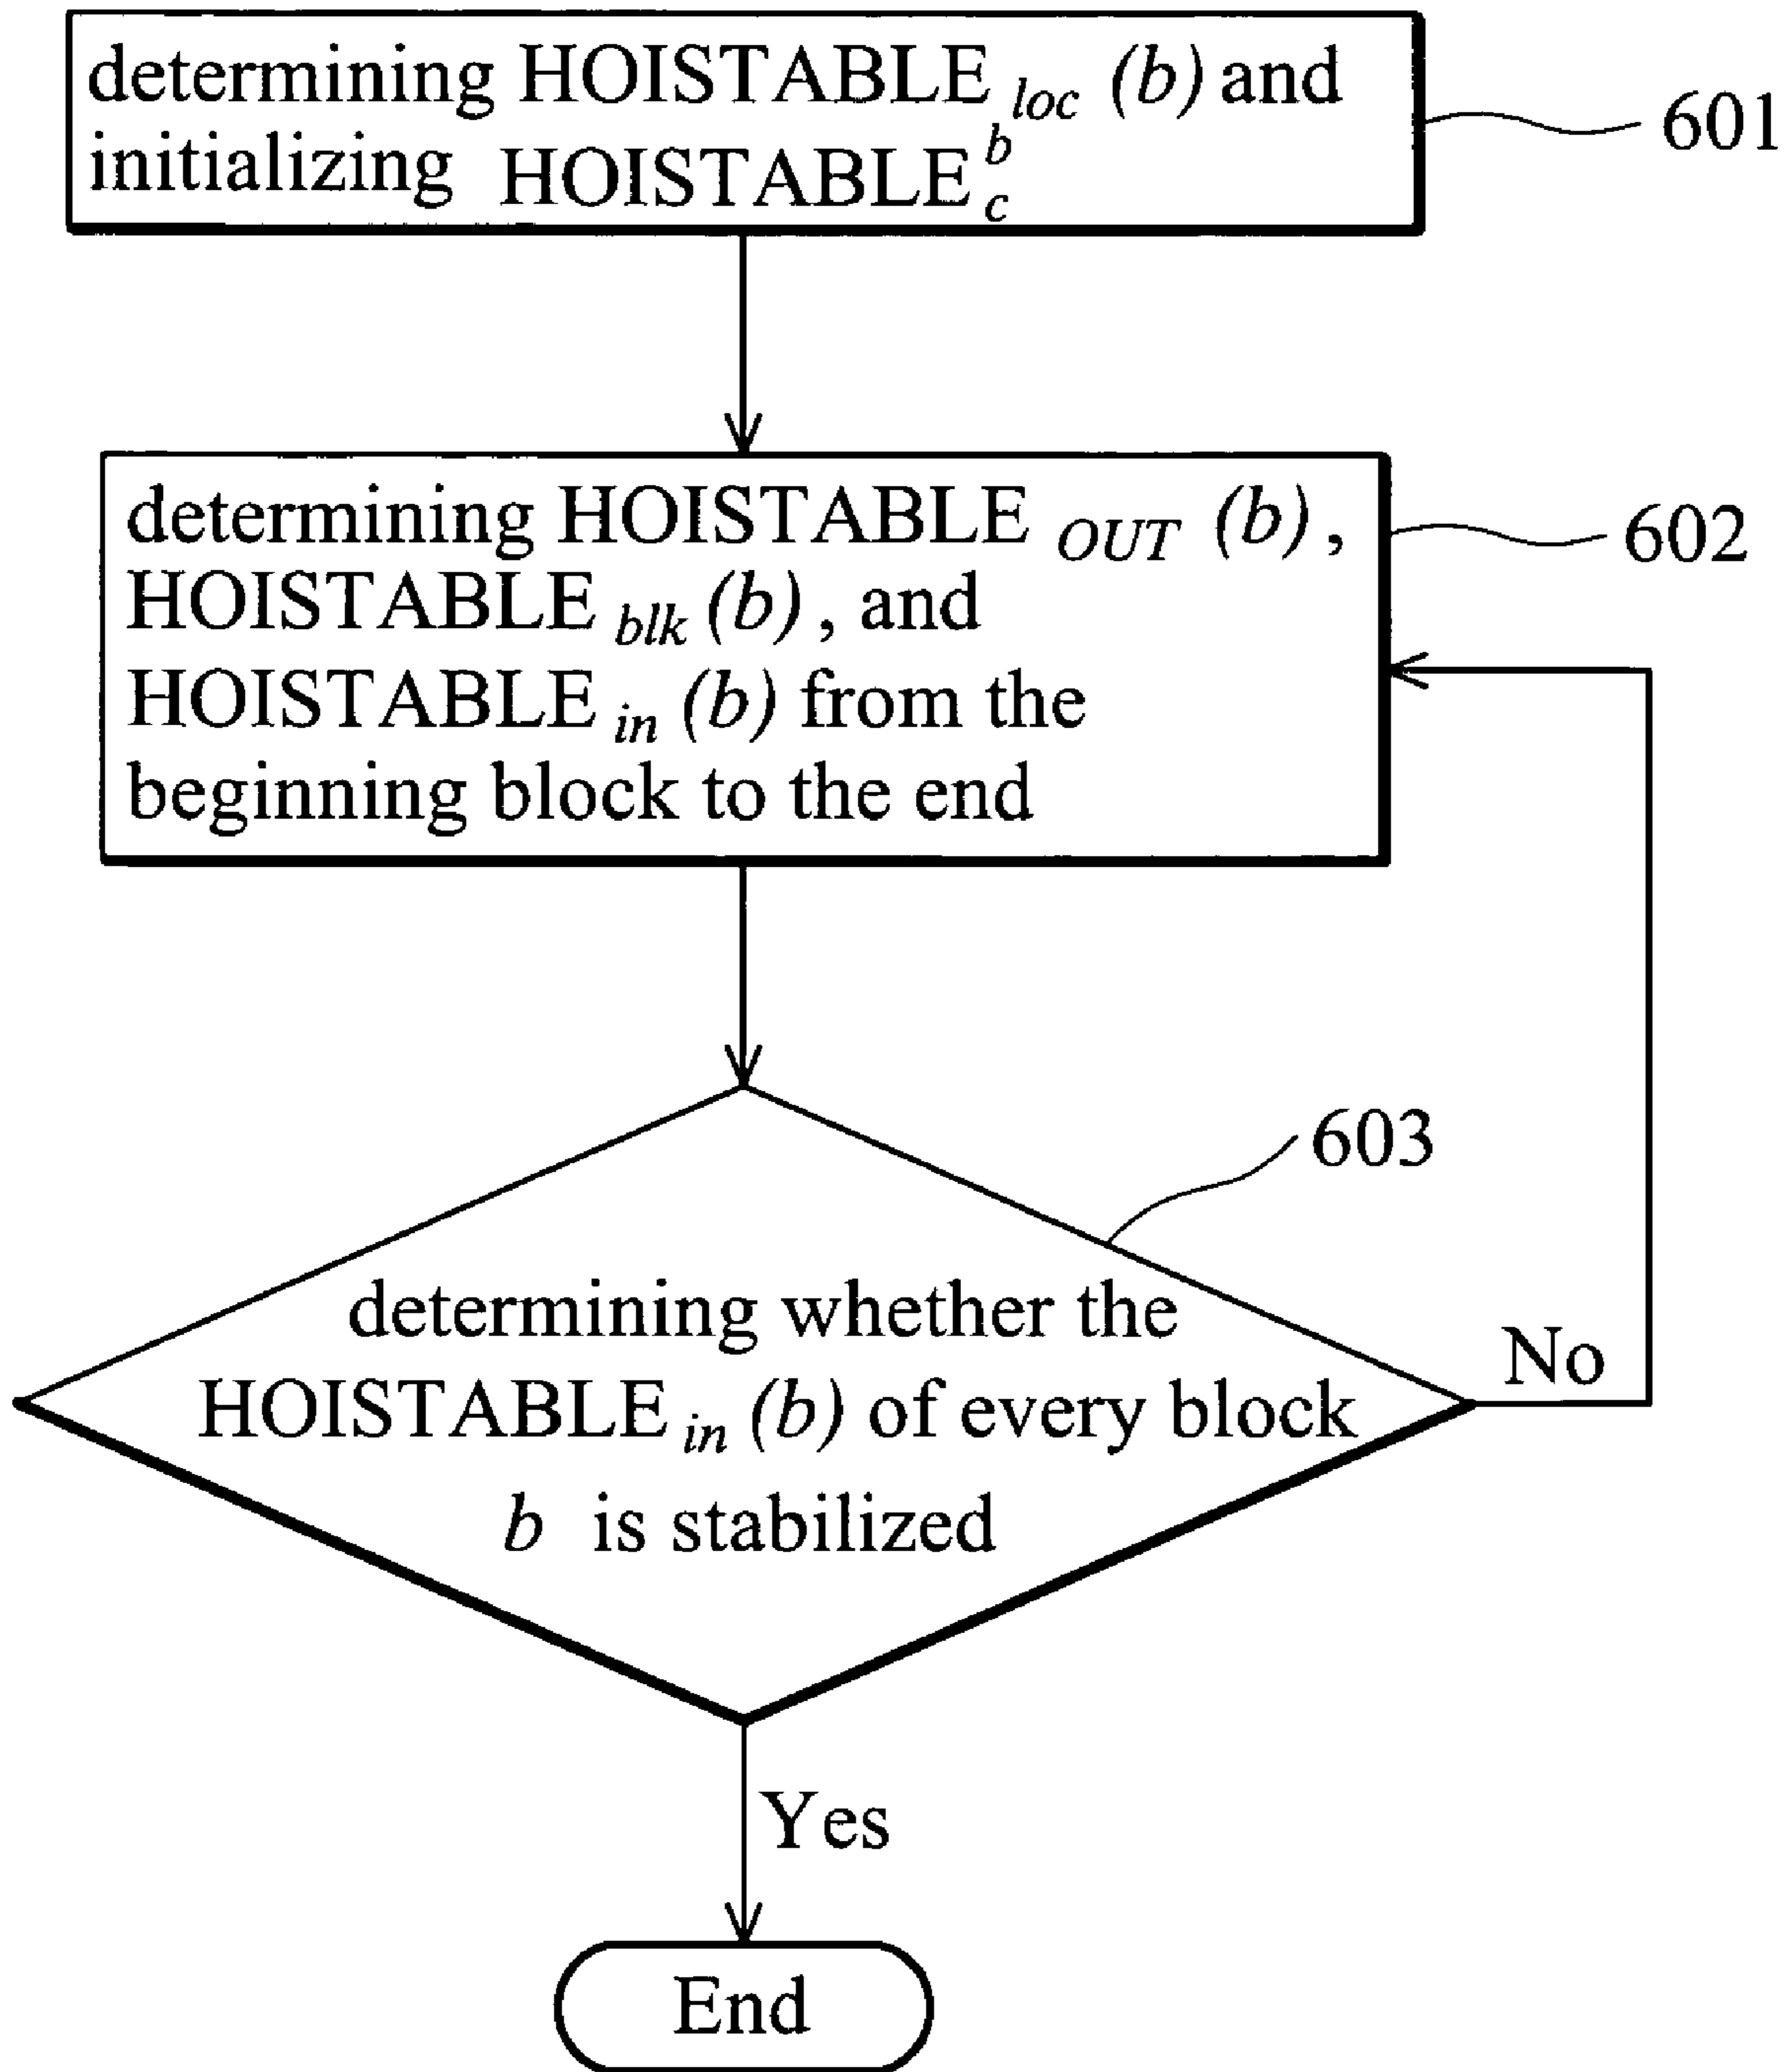 determining HOISTABLE loc (b) and
initializing HOISTABLE b c
601
determining HOISTABLE OUT (b),
HOISTABLE blk (b), and
HOISTABLE in (b) from the
beginning block to the end
602
603
determining whether the
HOISTABLE in (b) of every block
b is stabilized
No
Yes
End